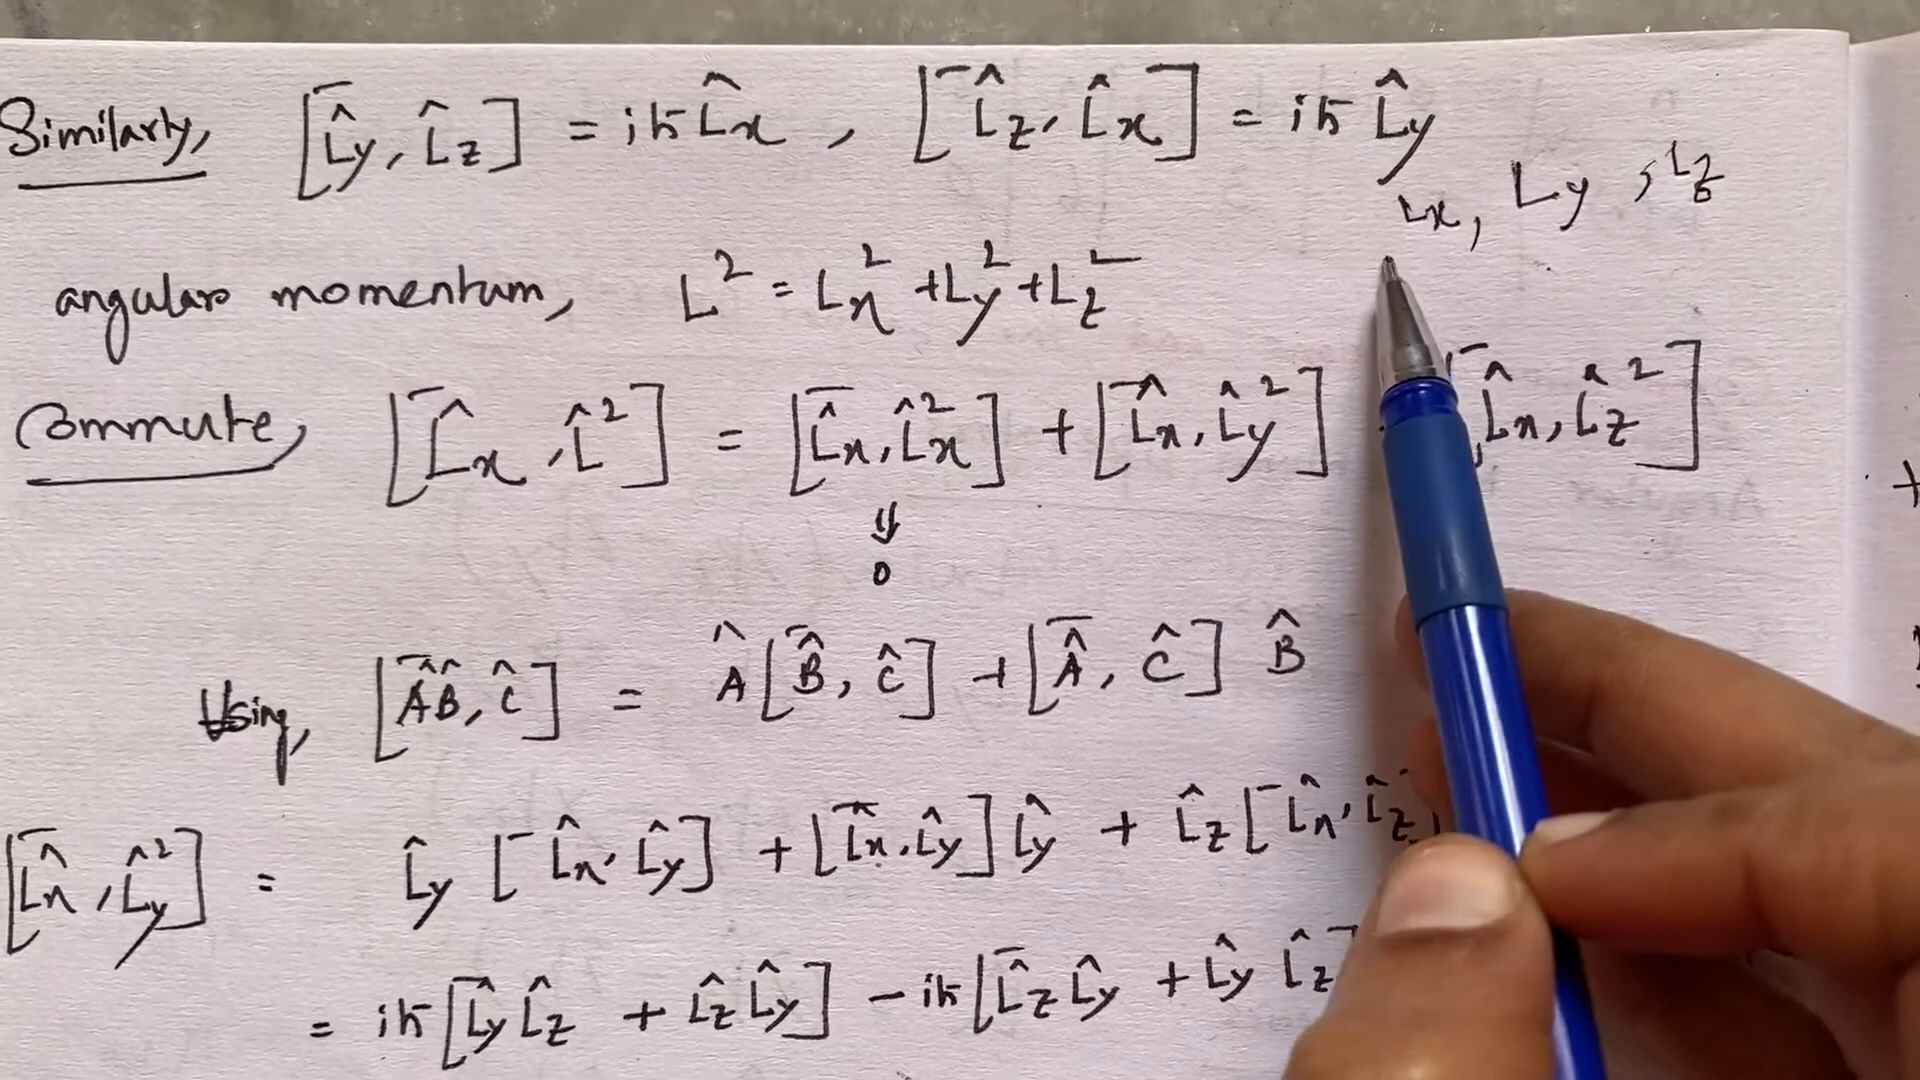 Similarly, [L̂y, L̂z] = iħ L̂x , [L̂z, L̂x] = iħ L̂y
Lx, Ly , Lz
angular momentum, L² = Lx² + Ly² + Lz²
Commute, [L̂x , L̂²] = [L̂x, L̂x²] + [L̂x, L̂y²] [L̂x, L̂z²]
⇓
0
Using, [ÂB̂, Ĉ] = Â[B̂, Ĉ] + [Â, Ĉ] B̂
[L̂x , L̂y²] = L̂y [L̂x, L̂y] + [L̂x, L̂y] L̂y + L̂z [L̂x, L̂z
= iħ [L̂y L̂z + L̂z L̂y] - iħ [L̂z L̂y + L̂y L̂z]
+